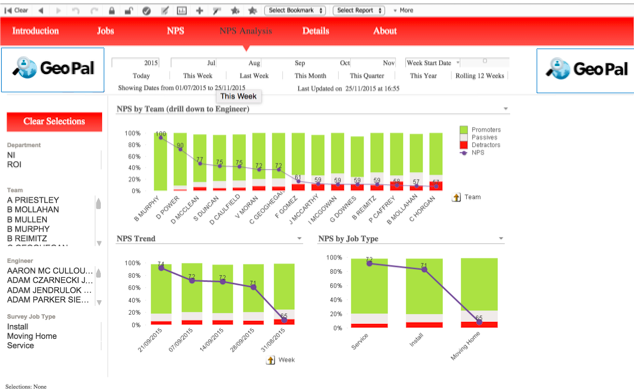 Clear
Select Bookmark
Select Report
More
Introduction
Jobs
NPS
NPS Analysis
Details
About
GeoPal
2015
Jul
Aug
Sep
Oct
Nov
Week Start Date
Today
This Week
Last Week
This Month
This Quarter
This Year
Rolling 12 Weeks
Showing Dates from 01/07/2015 to 25/11/2015
Last Updated on 25/11/2015 at 16:55
This Week
GeoPal
Clear Selections
Department
NI
ROI
Team
A PRIESTLEY
B MOLLAHAN
B MULLEN
B MURPHY
B REIMITZ
C GEOGHEGAN
Engineer
AARON MC CULLOU...
ADAM CZARNECKI J...
ADAM JENDRULOK ...
ADAM PARKER SIE...
Survey Job Type
Install
Moving Home
Service
NPS by Team (drill down to Engineer)
100%
80%
60%
40%
20%
0%
100
93
77
75
75
72
72
61
59
59
59
59
58
B MURPHY
D POWER
D MCCLEAN
S DUNCAN
D CAULFIELD
V MORAN
C GEOGHEGAN
F GOMEZ
J MCCARTHY
I MCGOWAN
G DOWNES
B REIMITZ
P CAFFREY
B MOLLAHAN
C HORGAN
Promoters
Passives
Detractors
NPS
Team
NPS Trend
100%
80%
60%
40%
20%
0%
74
72
72
71
21/09/2015
07/09/2015
14/09/2015
28/09/2015
31/08/2015
Week
NPS by Job Type
100%
80%
60%
40%
20%
0%
72
71
Service
Install
Moving Home
Selections: None